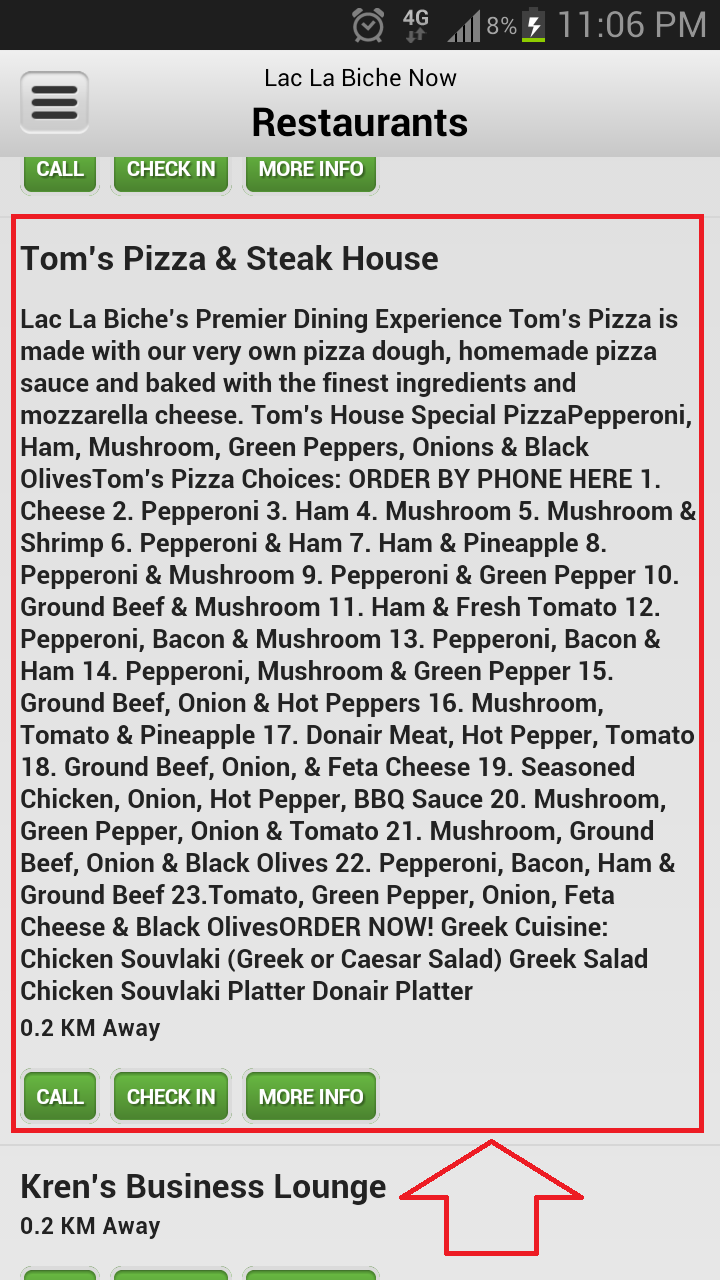 4G 8% 11:06 PM
Lac La Biche Now
Restaurants
CALL CHECK IN MORE INFO
Tom's Pizza & Steak House
Lac La Biche's Premier Dining Experience Tom's Pizza is
made with our very own pizza dough, homemade pizza
sauce and baked with the finest ingredients and
mozzarella cheese. Tom's House Special PizzaPepperoni,
Ham, Mushroom, Green Peppers, Onions & Black
OlivesTom's Pizza Choices: ORDER BY PHONE HERE 1.
Cheese 2. Pepperoni 3. Ham 4. Mushroom 5. Mushroom &
Shrimp 6. Pepperoni & Ham 7. Ham & Pineapple 8.
Pepperoni & Mushroom 9. Pepperoni & Green Pepper 10.
Ground Beef & Mushroom 11. Ham & Fresh Tomato 12.
Pepperoni, Bacon & Mushroom 13. Pepperoni, Bacon &
Ham 14. Pepperoni, Mushroom & Green Pepper 15.
Ground Beef, Onion & Hot Peppers 16. Mushroom,
Tomato & Pineapple 17. Donair Meat, Hot Pepper, Tomato
18. Ground Beef, Onion, & Feta Cheese 19. Seasoned
Chicken, Onion, Hot Pepper, BBQ Sauce 20. Mushroom,
Green Pepper, Onion & Tomato 21. Mushroom, Ground
Beef, Onion & Black Olives 22. Pepperoni, Bacon, Ham &
Ground Beef 23.Tomato, Green Pepper, Onion, Feta
Cheese & Black OlivesORDER NOW! Greek Cuisine:
Chicken Souvlaki (Greek or Caesar Salad) Greek Salad
Chicken Souvlaki Platter Donair Platter
0.2 KM Away
CALL CHECK IN MORE INFO
Kren's Business Lounge
0.2 KM Away